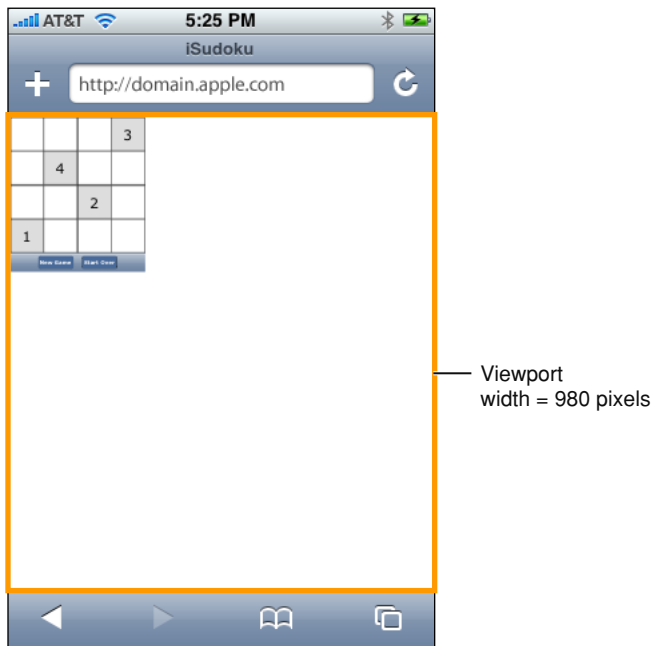 AT&T 5:25 PM
iSudoku
http://domain.apple.com
3
4
2
1
New Game Start Over
Viewport
width = 980 pixels